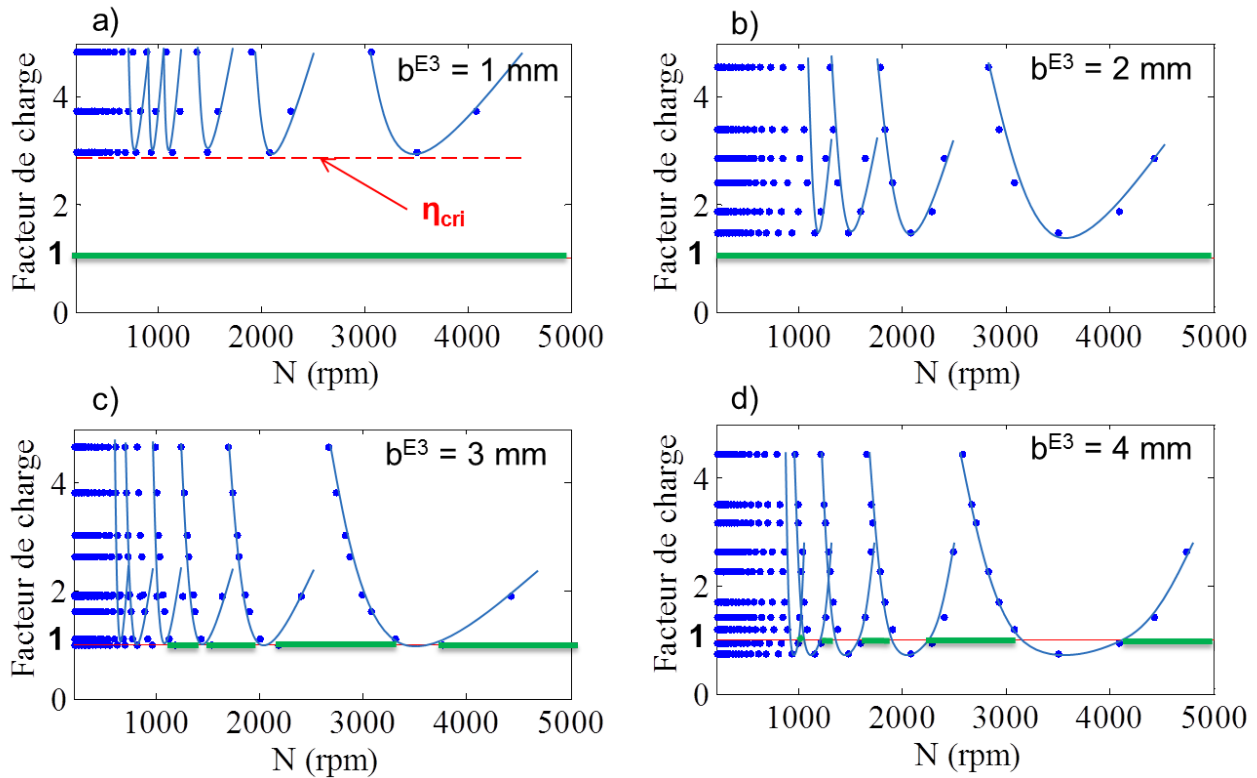 a)
b^E3 = 1 mm
Facteur de charge
4
2
1
0
η_cri
1000 2000 3000 4000 5000
N (rpm)
b)
b^E3 = 2 mm
Facteur de charge
4
2
1
0
1000 2000 3000 4000 5000
N (rpm)
c)
b^E3 = 3 mm
Facteur de charge
4
2
1
0
1000 2000 3000 4000 5000
N (rpm)
d)
b^E3 = 4 mm
Facteur de charge
4
2
1
0
1000 2000 3000 4000 5000
N (rpm)